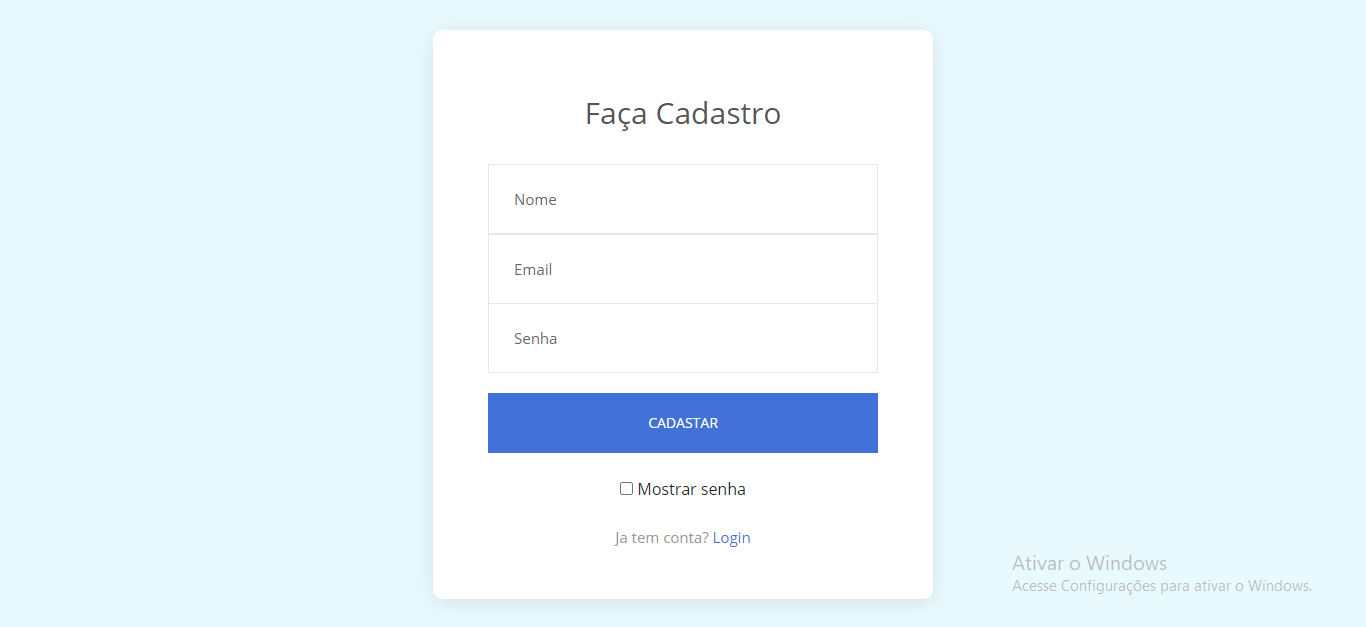 Faça Cadastro
Nome
Email
Senha
CADASTAR
Mostrar senha
Ja tem conta? Login
Ativar o Windows
Acesse Configurações para ativar o Windows.